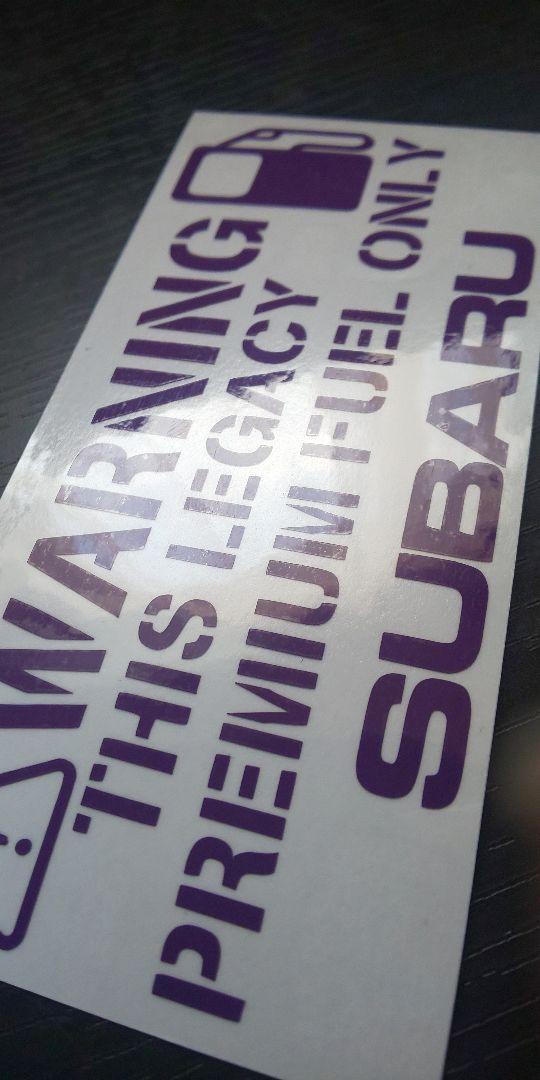 WARNING
THIS LEGACY
PREMIUM FUEL ONLY
SUBARU